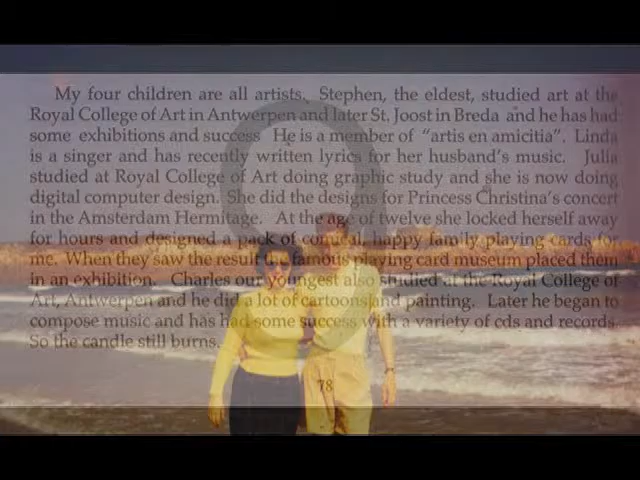 My four children are all artists. Stephen, the eldest, studied art at the
Royal College of Art in Antwerpen and later St. Joost in Breda and he has had
some exhibitions and success He is a member of “artis en amicitia”. Linda
is a singer and has recently written lyrics for her husband's music. Julia
studied at Royal College of Art doing graphic study and she is now doing
digital computer design. She did the designs for Princess Christina's concert
in the Amsterdam Hermitage. At the age of twelve she locked herself away
for hours and designed a pack of comical, happy family playing cards for
me. When they saw the result the famous playing card museum placed them
in an exhibition. Charles our youngest also studied at the Royal College of
Art, Antwerpen and he did a lot of cartoons and painting. Later he began to
compose music and has had some success with a variety of cds and records.
So the candle still burns.
78